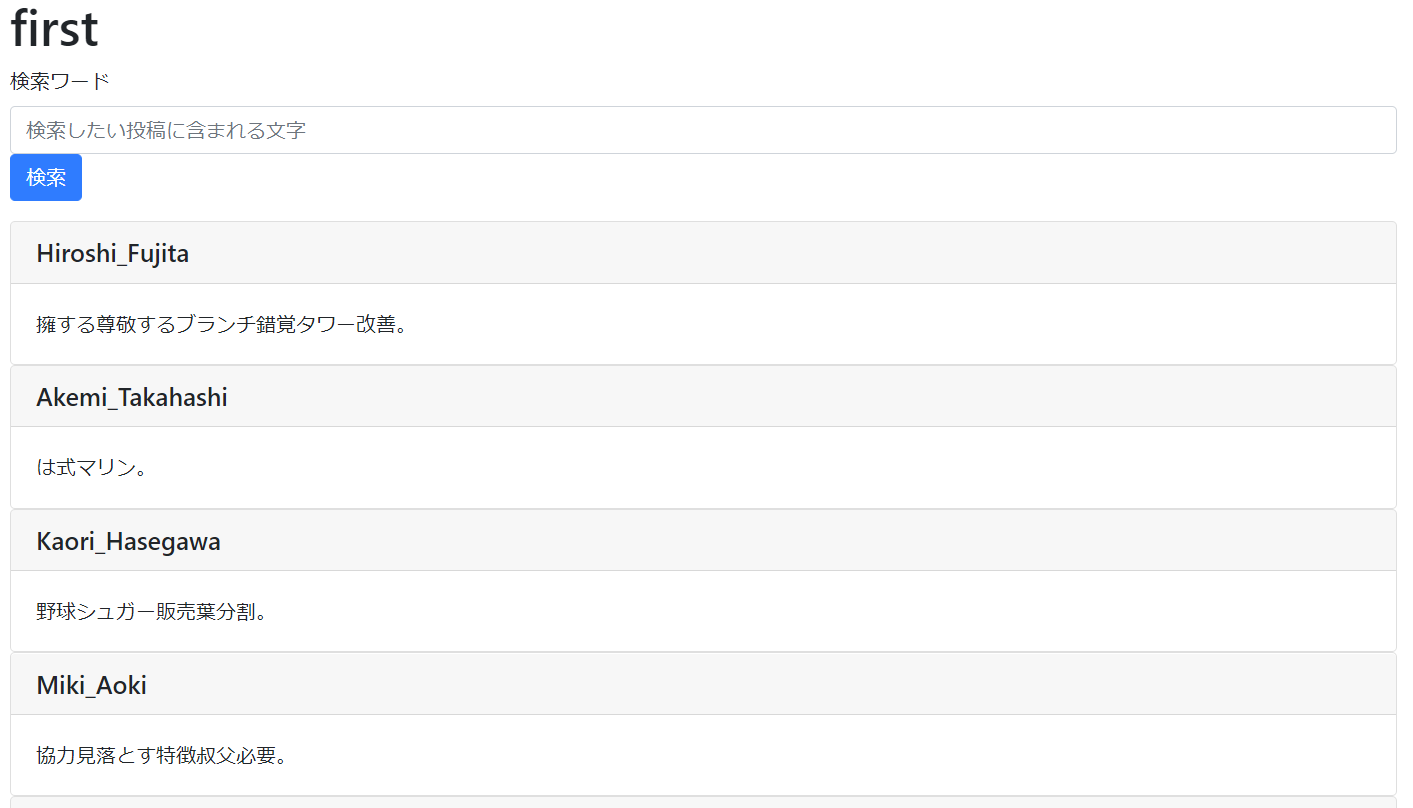 first
検索ワード
検索したい投稿に含まれる文字
検索
Hiroshi_Fujita
擁する尊敬するブランチ錯覚タワー改善。
Akemi_Takahashi
は式マリン。
Kaori_Hasegawa
野球シュガー販売葉分割。
Miki_Aoki
協力見落とす特徴叔父必要。